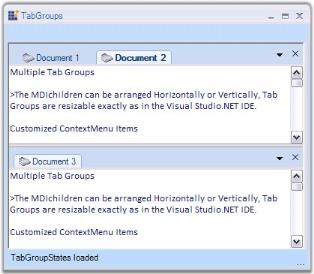 TabGroups
Document 1 Document 2
Multiple Tab Groups
>The MDIchildren can be arranged Horizontally or Vertically, Tab
Groups are resizable exactly as in the Visual Studio.NET IDE.
Customized ContextMenu Items
Document 3
Multiple Tab Groups
>The MDIchildren can be arranged Horizontally or Vertically, Tab
Groups are resizable exactly as in the Visual Studio.NET IDE.
Customized ContextMenu Items
TabGroupStates loaded